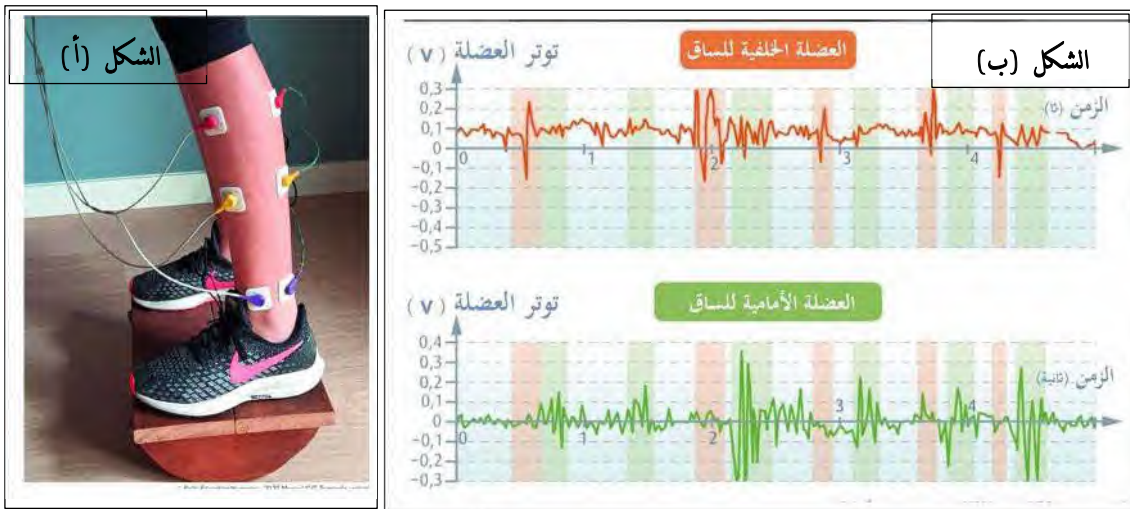 الشكل (أ)
الشكل (ب)
العضلة الخلفية للساق
توتر العضلة (V)
الزمن (ثا)
0,3
0,2
0,1
0
-0,1
-0,2
-0,3
-0,4
-0,5
0 1 2 3 4
العضلة الأمامية للساق
توتر العضلة (V)
الزمن (ثانية)
0,4
0,3
0,2
0,1
0
-0,1
-0,2
-0,3
0 1 2 3 4